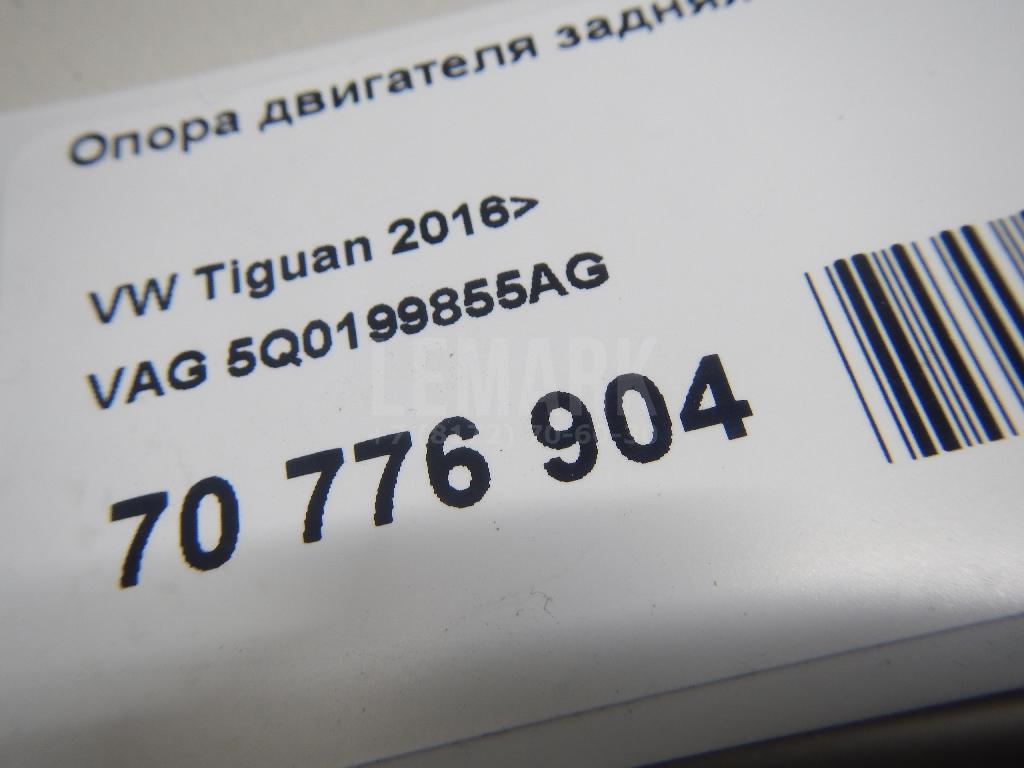 Опора двигателя задняя
VW Tiguan 2016>
VAG 5Q0199855AG
LEMARK
70 776 904